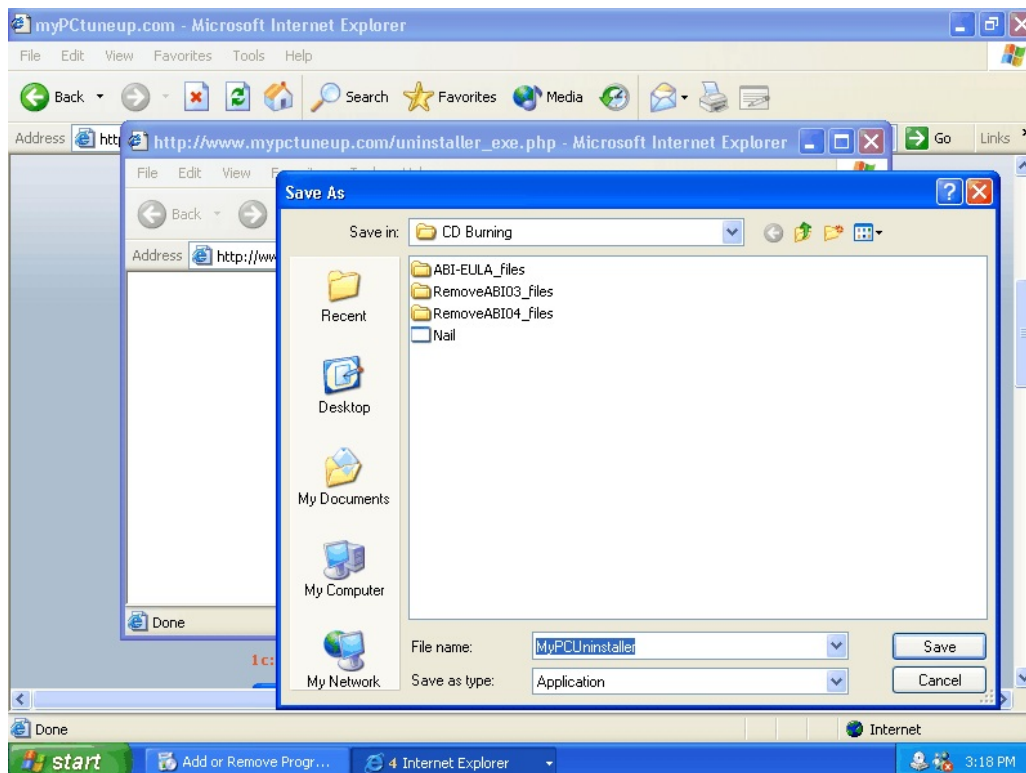 myPCtuneup.com - Microsoft Internet Explorer
File Edit View Favorites Tools Help
Back Search Favorites Media
Address Go Links
http://www.mypctuneup.com/uninstaller_exe.php - Microsoft Internet Explorer
File Edit View
Back
Address http://ww
Save As
Save in: CD Burning
ABI-EULA_files
RemoveABI03_files
RemoveABI04_files
Nail
Recent
Desktop
My Documents
My Computer
My Network
File name: MyPCUninstaller Save
Save as type: Application Cancel
Done
1c:
Done Internet
start Add or Remove Progr... 4 Internet Explorer 3:18 PM